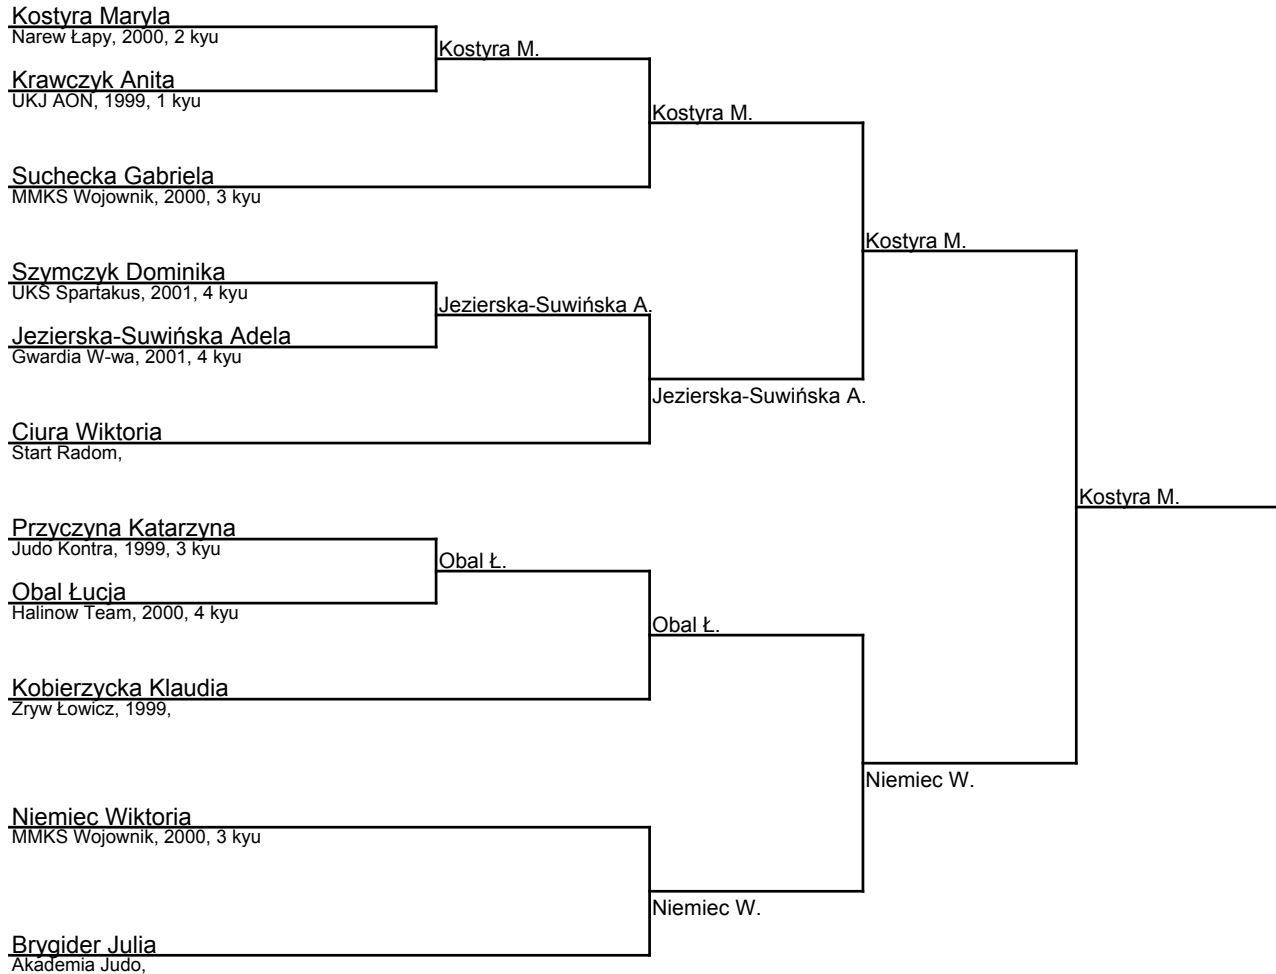 Kostyra Maryla
Narew Łapy, 2000, 2 kyu
Kostyra M.
Krawczyk Anita
UKJ AON, 1999, 1 kyu
Kostyra M.
Suchecka Gabriela
MMKS Wojownik, 2000, 3 kyu
Kostyra M.
Szymczyk Dominika
UKS Spartakus, 2001, 4 kyu
Jezierska-Suwińska A.
Jezierska-Suwińska Adela
Gwardia W-wa, 2001, 4 kyu
Jezierska-Suwińska A.
Ciura Wiktoria
Start Radom,
Kostyra M.
Przyczyna Katarzyna
Judo Kontra, 1999, 3 kyu
Obal Ł.
Obal Łucja
Halinow Team, 2000, 4 kyu
Obal Ł.
Kobierzycka Klaudia
Zryw Łowicz, 1999,
Niemiec W.
Niemiec Wiktoria
MMKS Wojownik, 2000, 3 kyu
Niemiec W.
Brygider Julia
Akademia Judo,